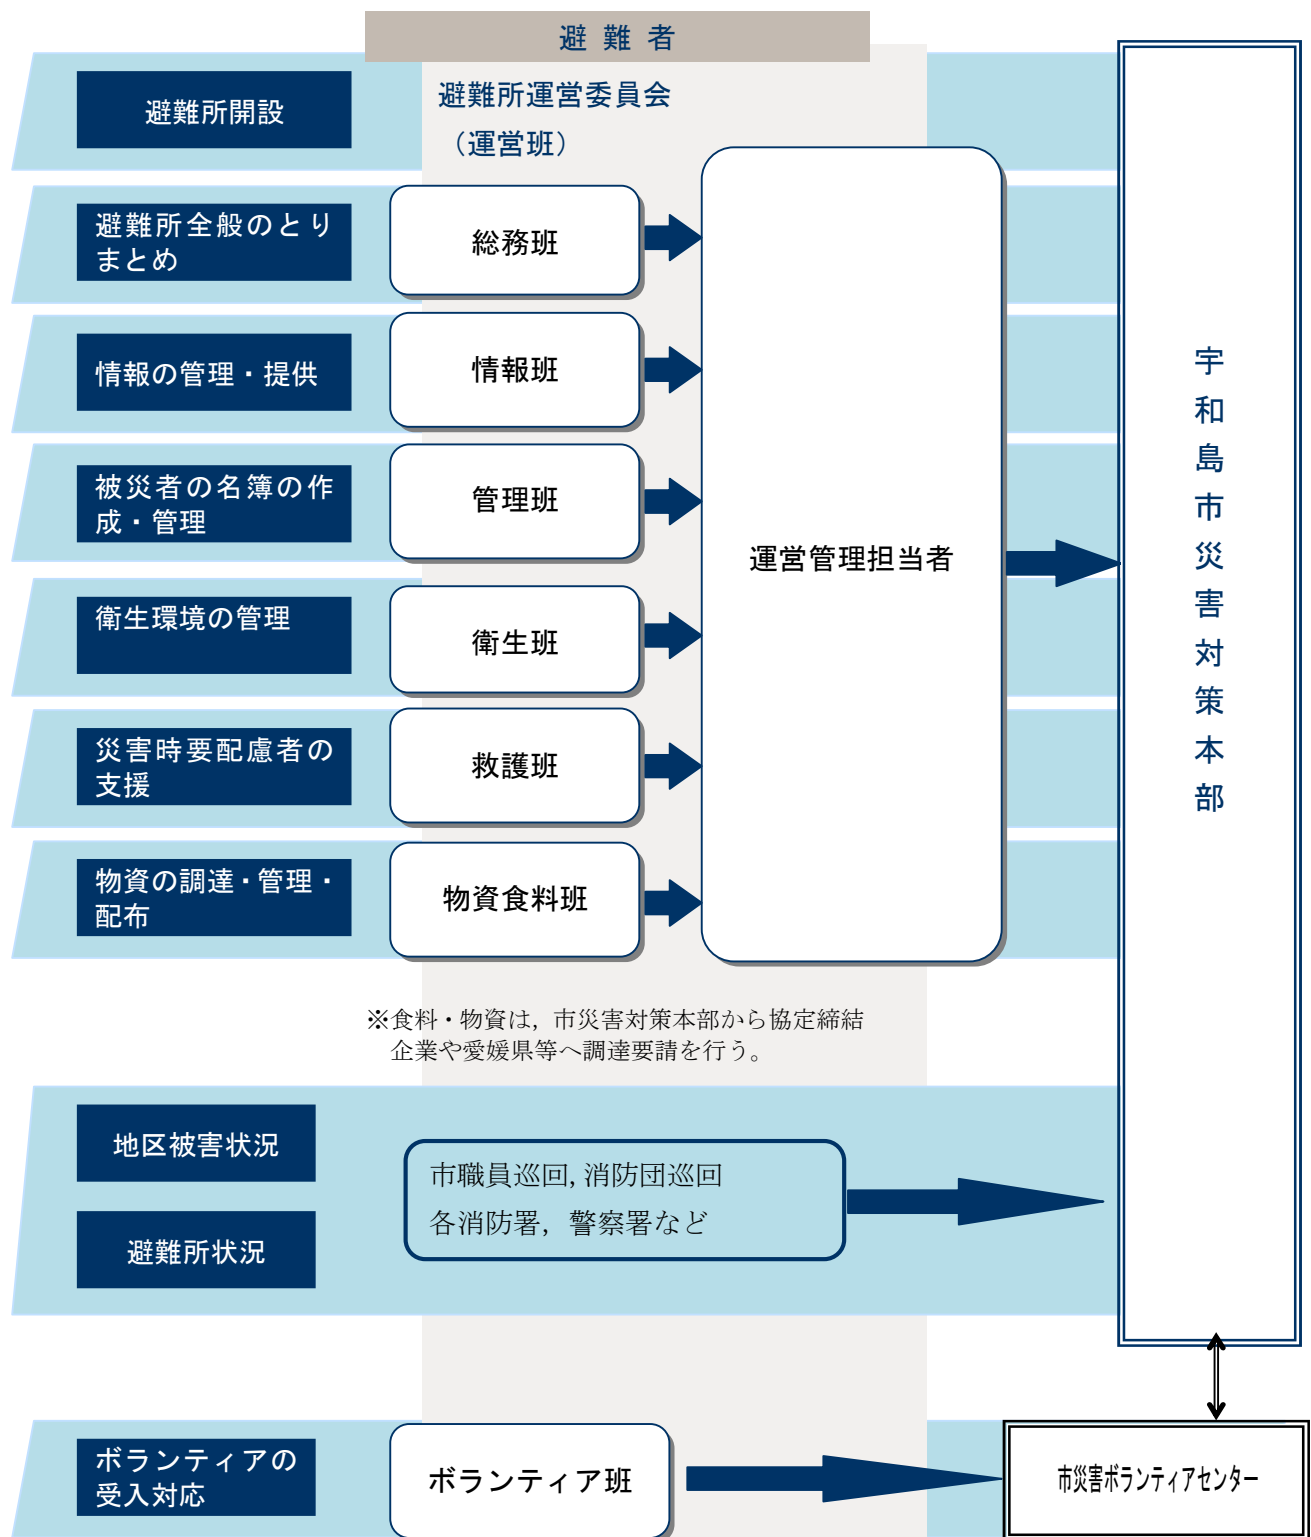 避難者
避難所開設
避難所運営委員会
（運営班）
避難所全般のとり
まとめ
総務班
情報の管理・提供
情報班
被災者の名簿の作
成・管理
管理班
運営管理担当者
衛生環境の管理
衛生班
災害時要配慮者の
支援
救護班
物資の調達・管理・
配布
物資食料班
宇和島市災害対策本部
※食料・物資は，市災害対策本部から協定締結
企業や愛媛県等へ調達要請を行う。
地区被害状況
避難所状況
市職員巡回，消防団巡回
各消防署，警察署など
ボランティアの
受入対応
ボランティア班
市災害ボランティアセンター